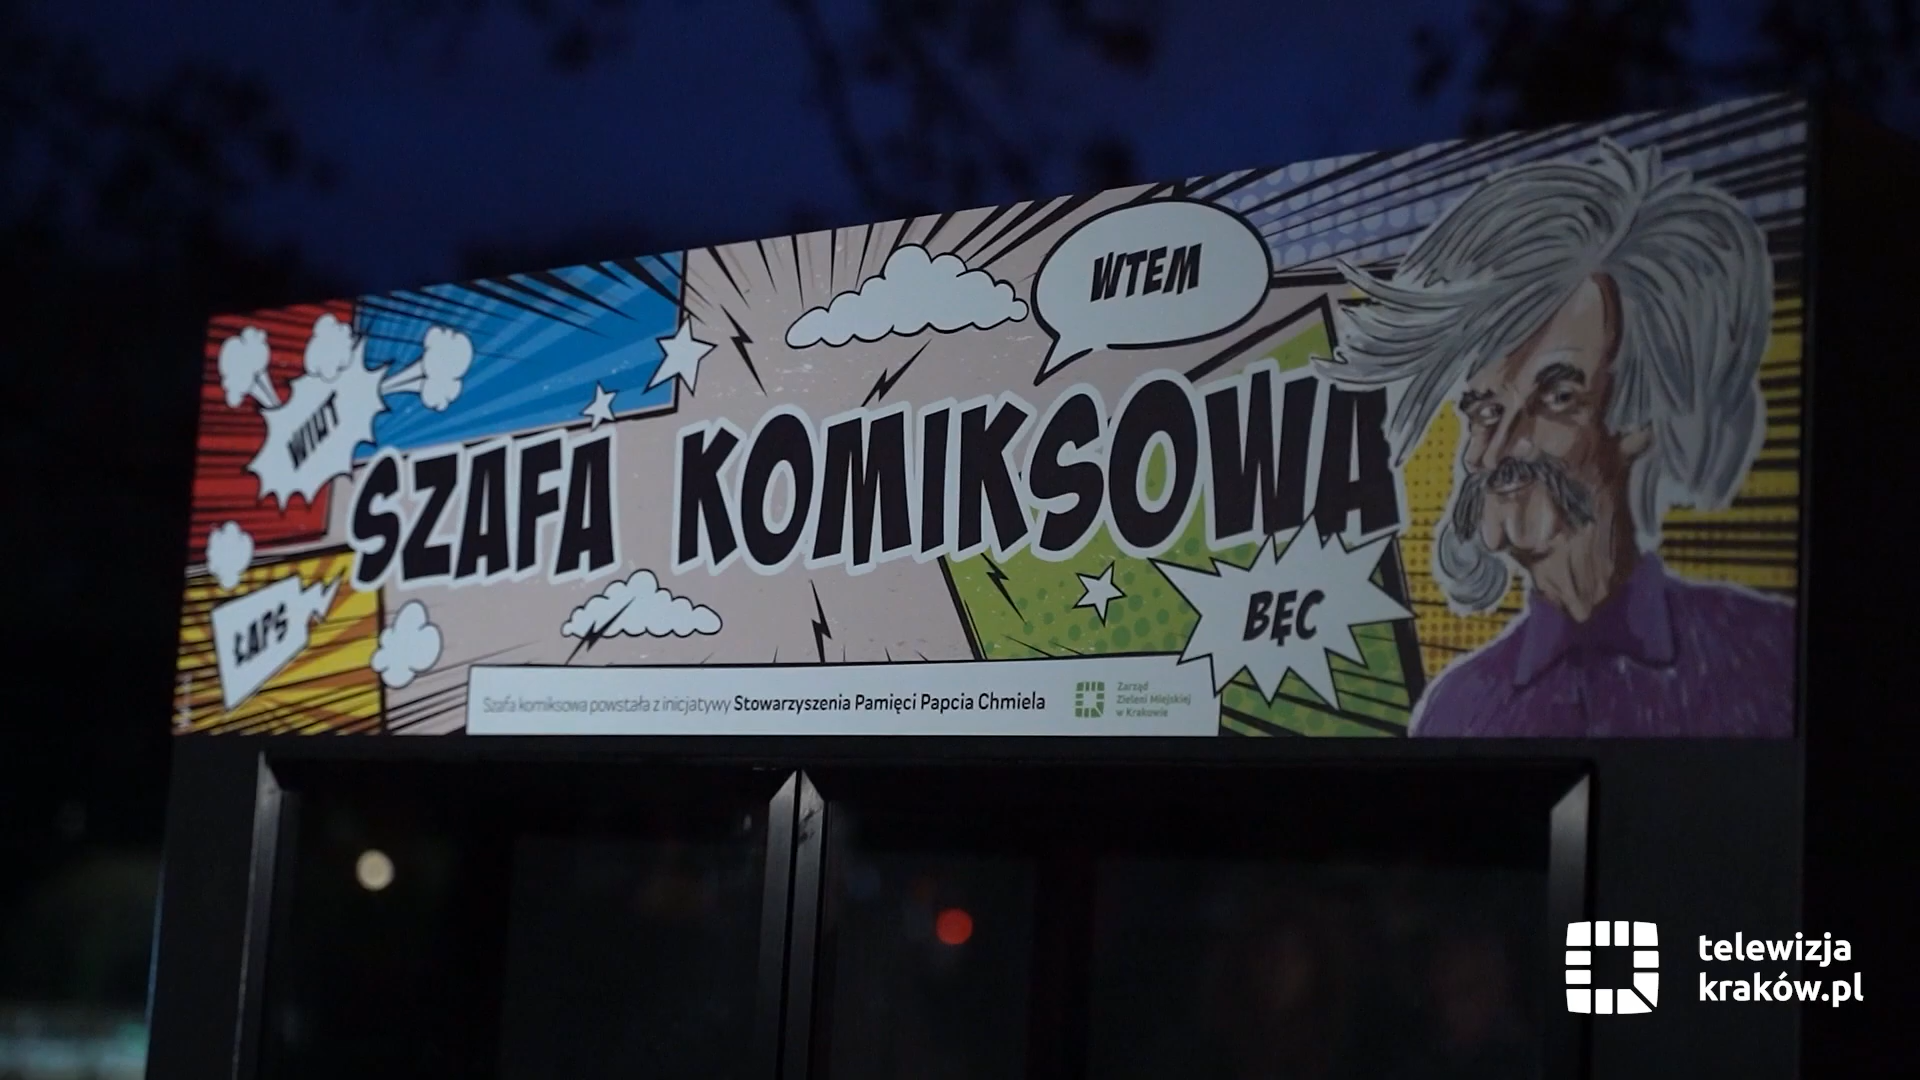 WTEM
WIUT
SZAFA KOMIKSOWA
ŁAPS
BĘC
Szafa komiksowa powstała z inicjatywy Stowarzyszenia Pamięci Papcia Chmiela
Zarząd
Zieleni Miejskiej
w Krakowie
telewizja
kraków.pl